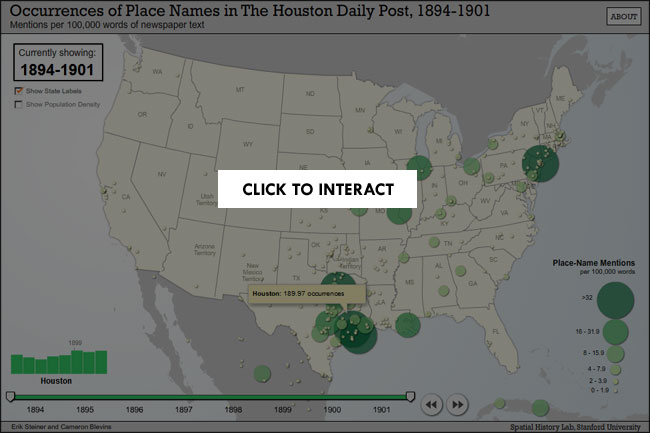 Occurrences of Place Names in The Houston Daily Post, 1894-1901
Mentions per 100,000 words of newspaper text
ABOUT
Currently showing:
1894-1901
Show State Labels
Show Population Density
WA
MT
ND
MN
OR
ID
WY
SD
WI
MI
NY
VT
NH
MA
IA
PA
NV
Utah
Territory
CA
KS
MO
IN
OH
WV
VA
KY
NC
TN
Arizona
Territory
New
Mexico
Territory
OK
Indian
Territory
AR
SC
MS
AL
GA
TX
LA
FL
CLICK TO INTERACT
Houston: 189.97 occurrences
Place-Name Mentions
per 100,000 words
>32
16 - 31.9
8 - 15.9
4 - 7.9
2 - 3.9
0 - 1.9
1898
Houston
1894 1895 1896 1897 1898 1899 1900 1901
Erik Steiner and Cameron Blevins
Spatial History Lab, Stanford University